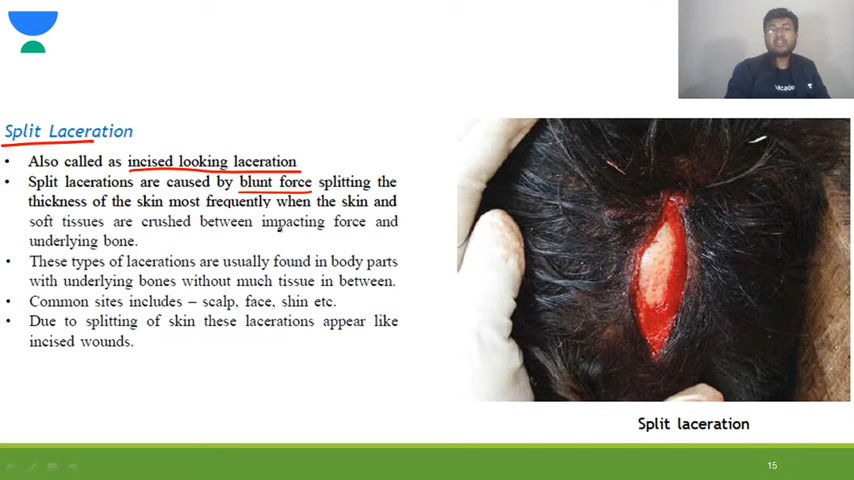 Split Laceration
• Also called as incised looking laceration
• Split lacerations are caused by blunt force splitting the
thickness of the skin most frequently when the skin and
soft tissues are crushed between impacting force and
underlying bone.
• These types of lacerations are usually found in body parts
with underlying bones without much tissue in between.
• Common sites includes – scalp, face, shin etc.
• Due to splitting of skin these lacerations appear like
incised wounds.
Split laceration
15